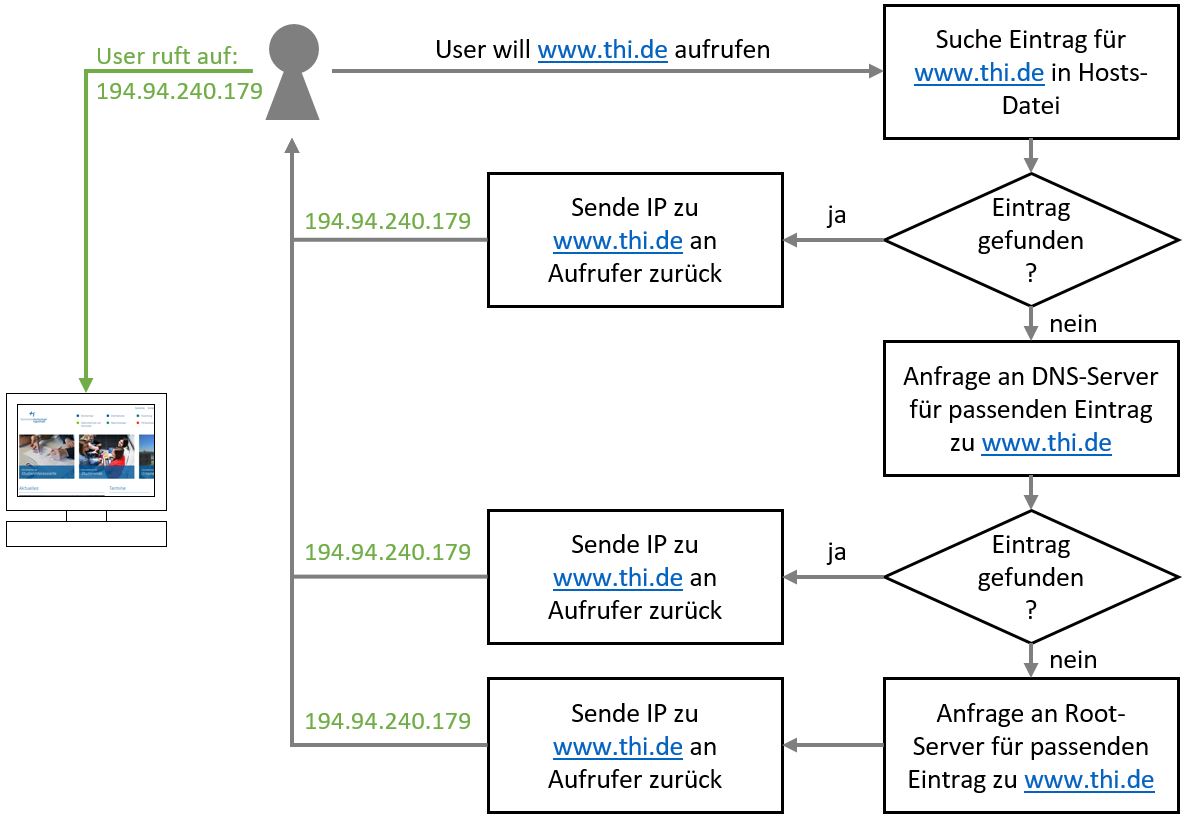 User ruft auf:
194.94.240.179
User will www.thi.de aufrufen
Suche Eintrag für
www.thi.de in Hosts-
Datei
Eintrag
gefunden
?
ja
Sende IP zu
www.thi.de an
Aufrufer zurück
194.94.240.179
nein
Anfrage an DNS-Server
für passenden Eintrag
zu www.thi.de
Eintrag
gefunden
?
ja
Sende IP zu
www.thi.de an
Aufrufer zurück
194.94.240.179
nein
Anfrage an Root-
Server für passenden
Eintrag zu www.thi.de
Sende IP zu
www.thi.de an
Aufrufer zurück
194.94.240.179
Aktuelles
Termine